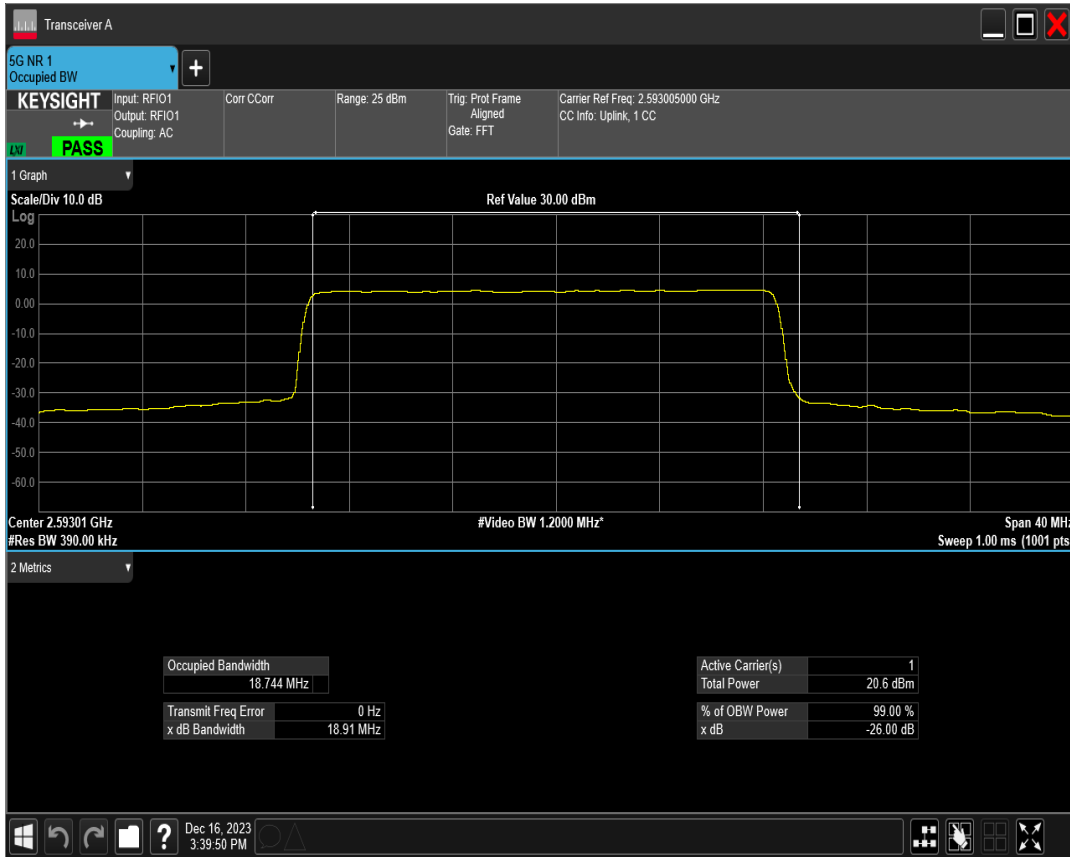 Transceiver A
5G NR 1
Occupied BW
+
KEYSIGHT
LXI
PASS
Input: RFIO1
Output: RFIO1
Coupling: AC
Corr CCorr
Range: 25 dBm
Trig: Prot Frame
Aligned
Gate: FFT
Carrier Ref Freq: 2.593005000 GHz
CC Info: Uplink, 1 CC
1 Graph
Scale/Div 10.0 dB
Ref Value 30.00 dBm
Log
20.0
10.0
0.00
-10.0
-20.0
-30.0
-40.0
-50.0
-60.0
Center 2.59301 GHz
#Video BW 1.2000 MHz*
Span 40 MHz
#Res BW 390.00 kHz
Sweep 1.00 ms (1001 pts
2 Metrics
Occupied Bandwidth
18.744 MHz
Transmit Freq Error 0 Hz
x dB Bandwidth 18.91 MHz
Active Carrier(s) 1
Total Power 20.6 dBm
% of OBW Power 99.00 %
x dB -26.00 dB
?
Dec 16, 2023
3:39:50 PM